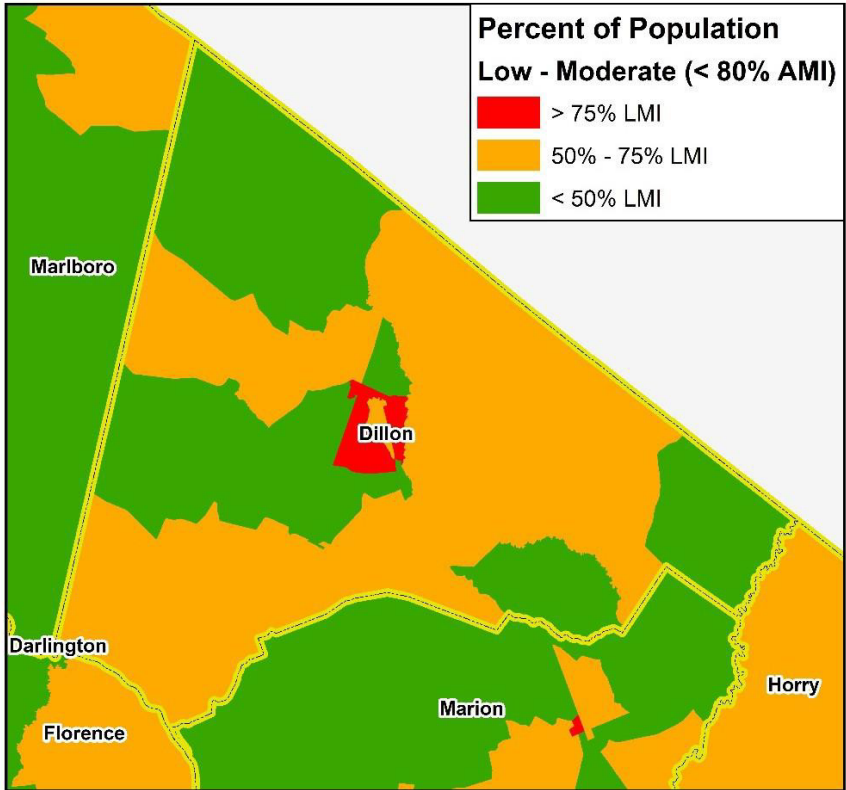 Percent of Population
Low - Moderate (< 80% AMI)
> 75% LMI
50% - 75% LMI
< 50% LMI
Marlboro
Dillon
Darlington
Florence
Marion
Horry